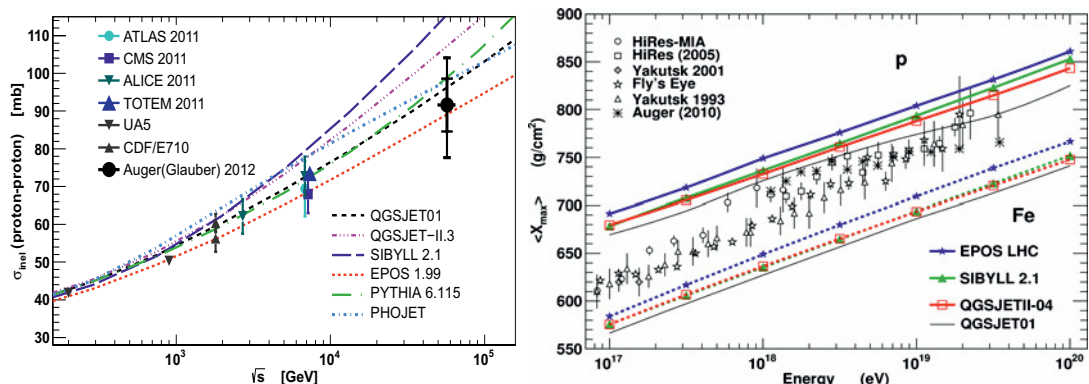 σinel (proton-proton) [mb]
110
100
90
80
70
60
50
40
30
ATLAS 2011
CMS 2011
ALICE 2011
TOTEM 2011
UA5
CDF/E710
Auger(Glauber) 2012
QGSJET01
QGSJET-II.3
SIBYLL 2.1
EPOS 1.99
PYTHIA 6.115
PHOJET
10³
10⁴
10⁵
√s [GeV]
<Xmax> (g/cm²)
900
850
800
750
700
650
600
550
HiRes-MIA
HiRes (2005)
Yakutsk 2001
Fly's Eye
Yakutsk 1993
Auger (2010)
p
Fe
EPOS LHC
SIBYLL 2.1
QGSJETII-04
QGSJET01
10¹⁷
10¹⁸
10¹⁹
10²⁰
Energy (eV)